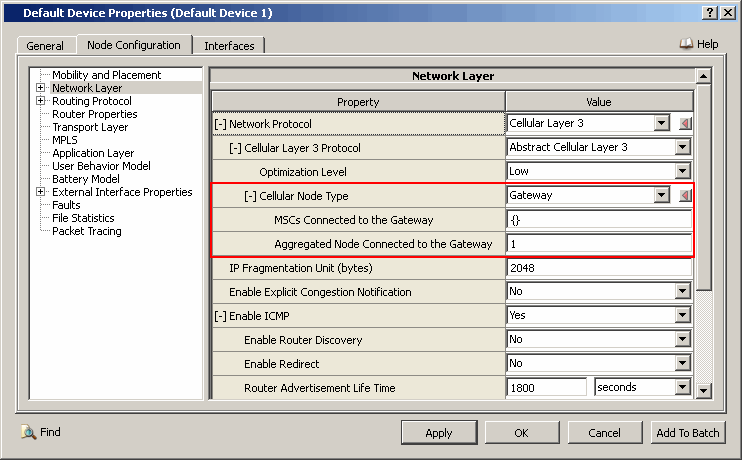 Default Device Properties (Default Device 1)
General Node Configuration Interfaces Help
Mobility and Placement
Network Layer
Routing Protocol
Router Properties
Transport Layer
MPLS
Application Layer
User Behavior Model
Battery Model
External Interface Properties
Faults
File Statistics
Packet Tracing
Network Layer
Property Value
[-] Network Protocol Cellular Layer 3
[-] Cellular Layer 3 Protocol Abstract Cellular Layer 3
Optimization Level Low
[-] Cellular Node Type Gateway
MSCs Connected to the Gateway {}
Aggregated Node Connected to the Gateway 1
IP Fragmentation Unit (bytes) 2048
Enable Explicit Congestion Notification No
[-] Enable ICMP Yes
Enable Router Discovery No
Enable Redirect No
Router Advertisement Life Time 1800 seconds
Find Apply OK Cancel Add To Batch